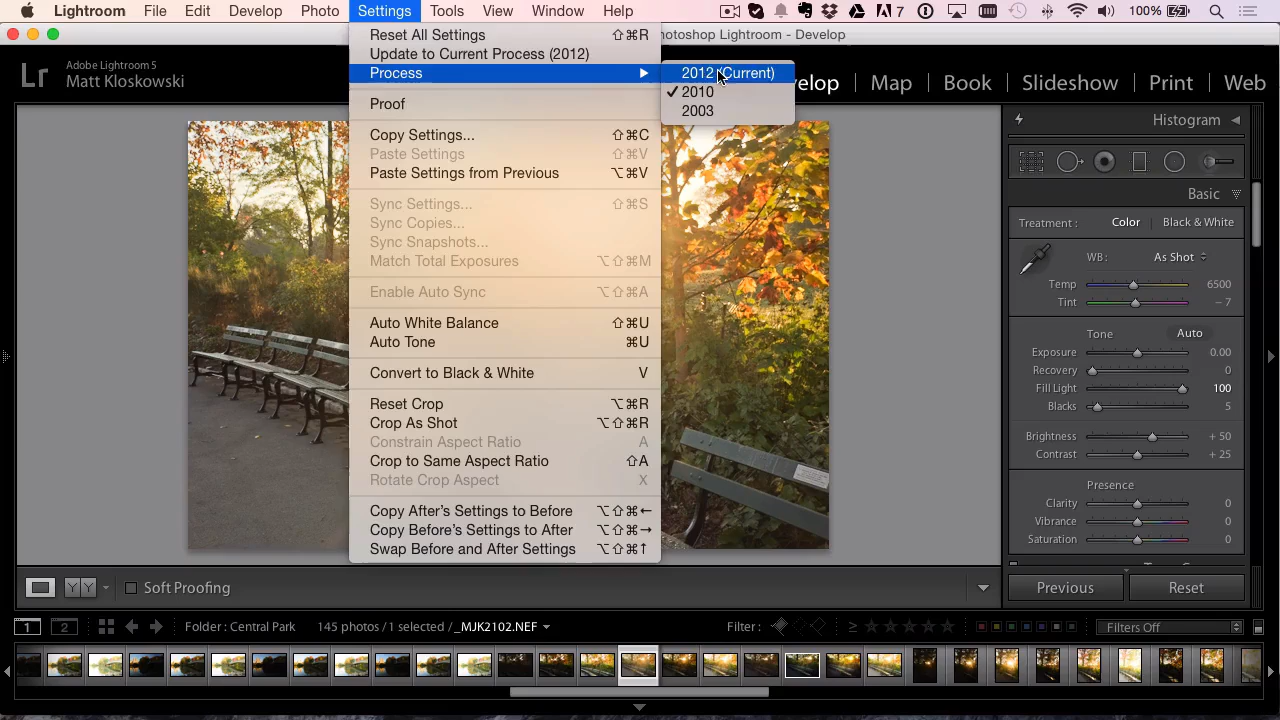 Lightroom File Edit Develop Photo Settings Tools View Window Help 7 100%
Photoshop Lightroom - Develop
Lr Adobe Lightroom 5
Matt Kloskowski
Map Book Slideshow Print Web
Reset All Settings ⇧⌘R
Update to Current Process (2012)
Process ▶
2012 (Current)
✓ 2010
2003
Proof
Copy Settings... ⇧⌘C
Paste Settings ⇧⌘V
Paste Settings from Previous ⌥⌘V
Sync Settings... ⇧⌘S
Sync Copies...
Sync Snapshots...
Match Total Exposures ⌥⇧⌘M
Enable Auto Sync ⌥⇧⌘A
Auto White Balance ⇧⌘U
Auto Tone ⌘U
Convert to Black & White V
Reset Crop ⌥⌘R
Crop As Shot ⌥⇧⌘R
Constrain Aspect Ratio A
Crop to Same Aspect Ratio ⇧A
Rotate Crop Aspect X
Copy After's Settings to Before ⌥⇧⌘←
Copy Before's Settings to After ⌥⇧⌘→
Swap Before and After Settings ⌥⇧⌘↑
Histogram
Basic
Treatment : Color Black & White
WB : As Shot
Temp 6500
Tint – 7
Tone Auto
Exposure 0.00
Recovery 0
Fill Light 100
Blacks 5
Brightness + 50
Contrast + 25
Presence
Clarity 0
Vibrance 0
Saturation 0
Previous Reset
YY Soft Proofing
1 2 Folder : Central Park 145 photos / 1 selected / _MJK2102.NEF Filter : ≥ Filters Off